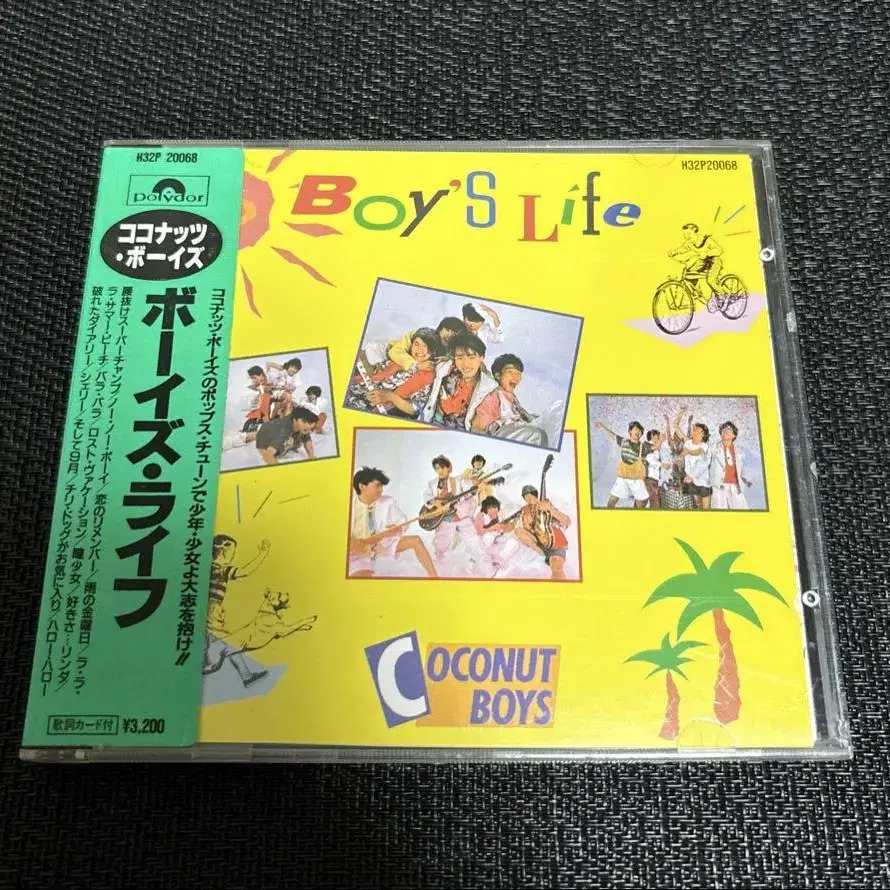 H32P 20068
polydor
ココナッツ
・ボーイズ
ボーイズ・ライフ
ココナッツ・ボーイズのポップス・チューンで少年・少女よ大志を抱け!!
腰抜けスーパーチャンプ/ノー・ノー・ボーイ/恋のリメンバー/雨の金曜日/ラ・ラ・
ラ・サマー・ビーチ/バラ・バラ/ロスト・ヴァケーション/瞳少女/好きさ…リンダ/
破れたダイアリー/シェリー/そして9月/チリ・ドッグがお気に入り/ハロー・ハロー
歌詞カード付
¥3,200
H32P20068
BOY'S Life
COCONUT
BOYS